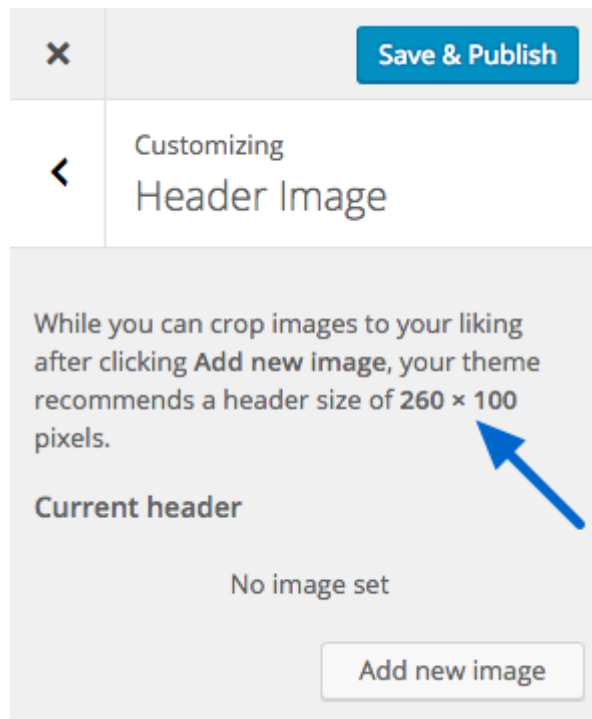 Save & Publish
Customizing
Header Image
While you can crop images to your liking
after clicking Add new image, your theme
recommends a header size of 260 × 100
pixels.
Current header
No image set
Add new image